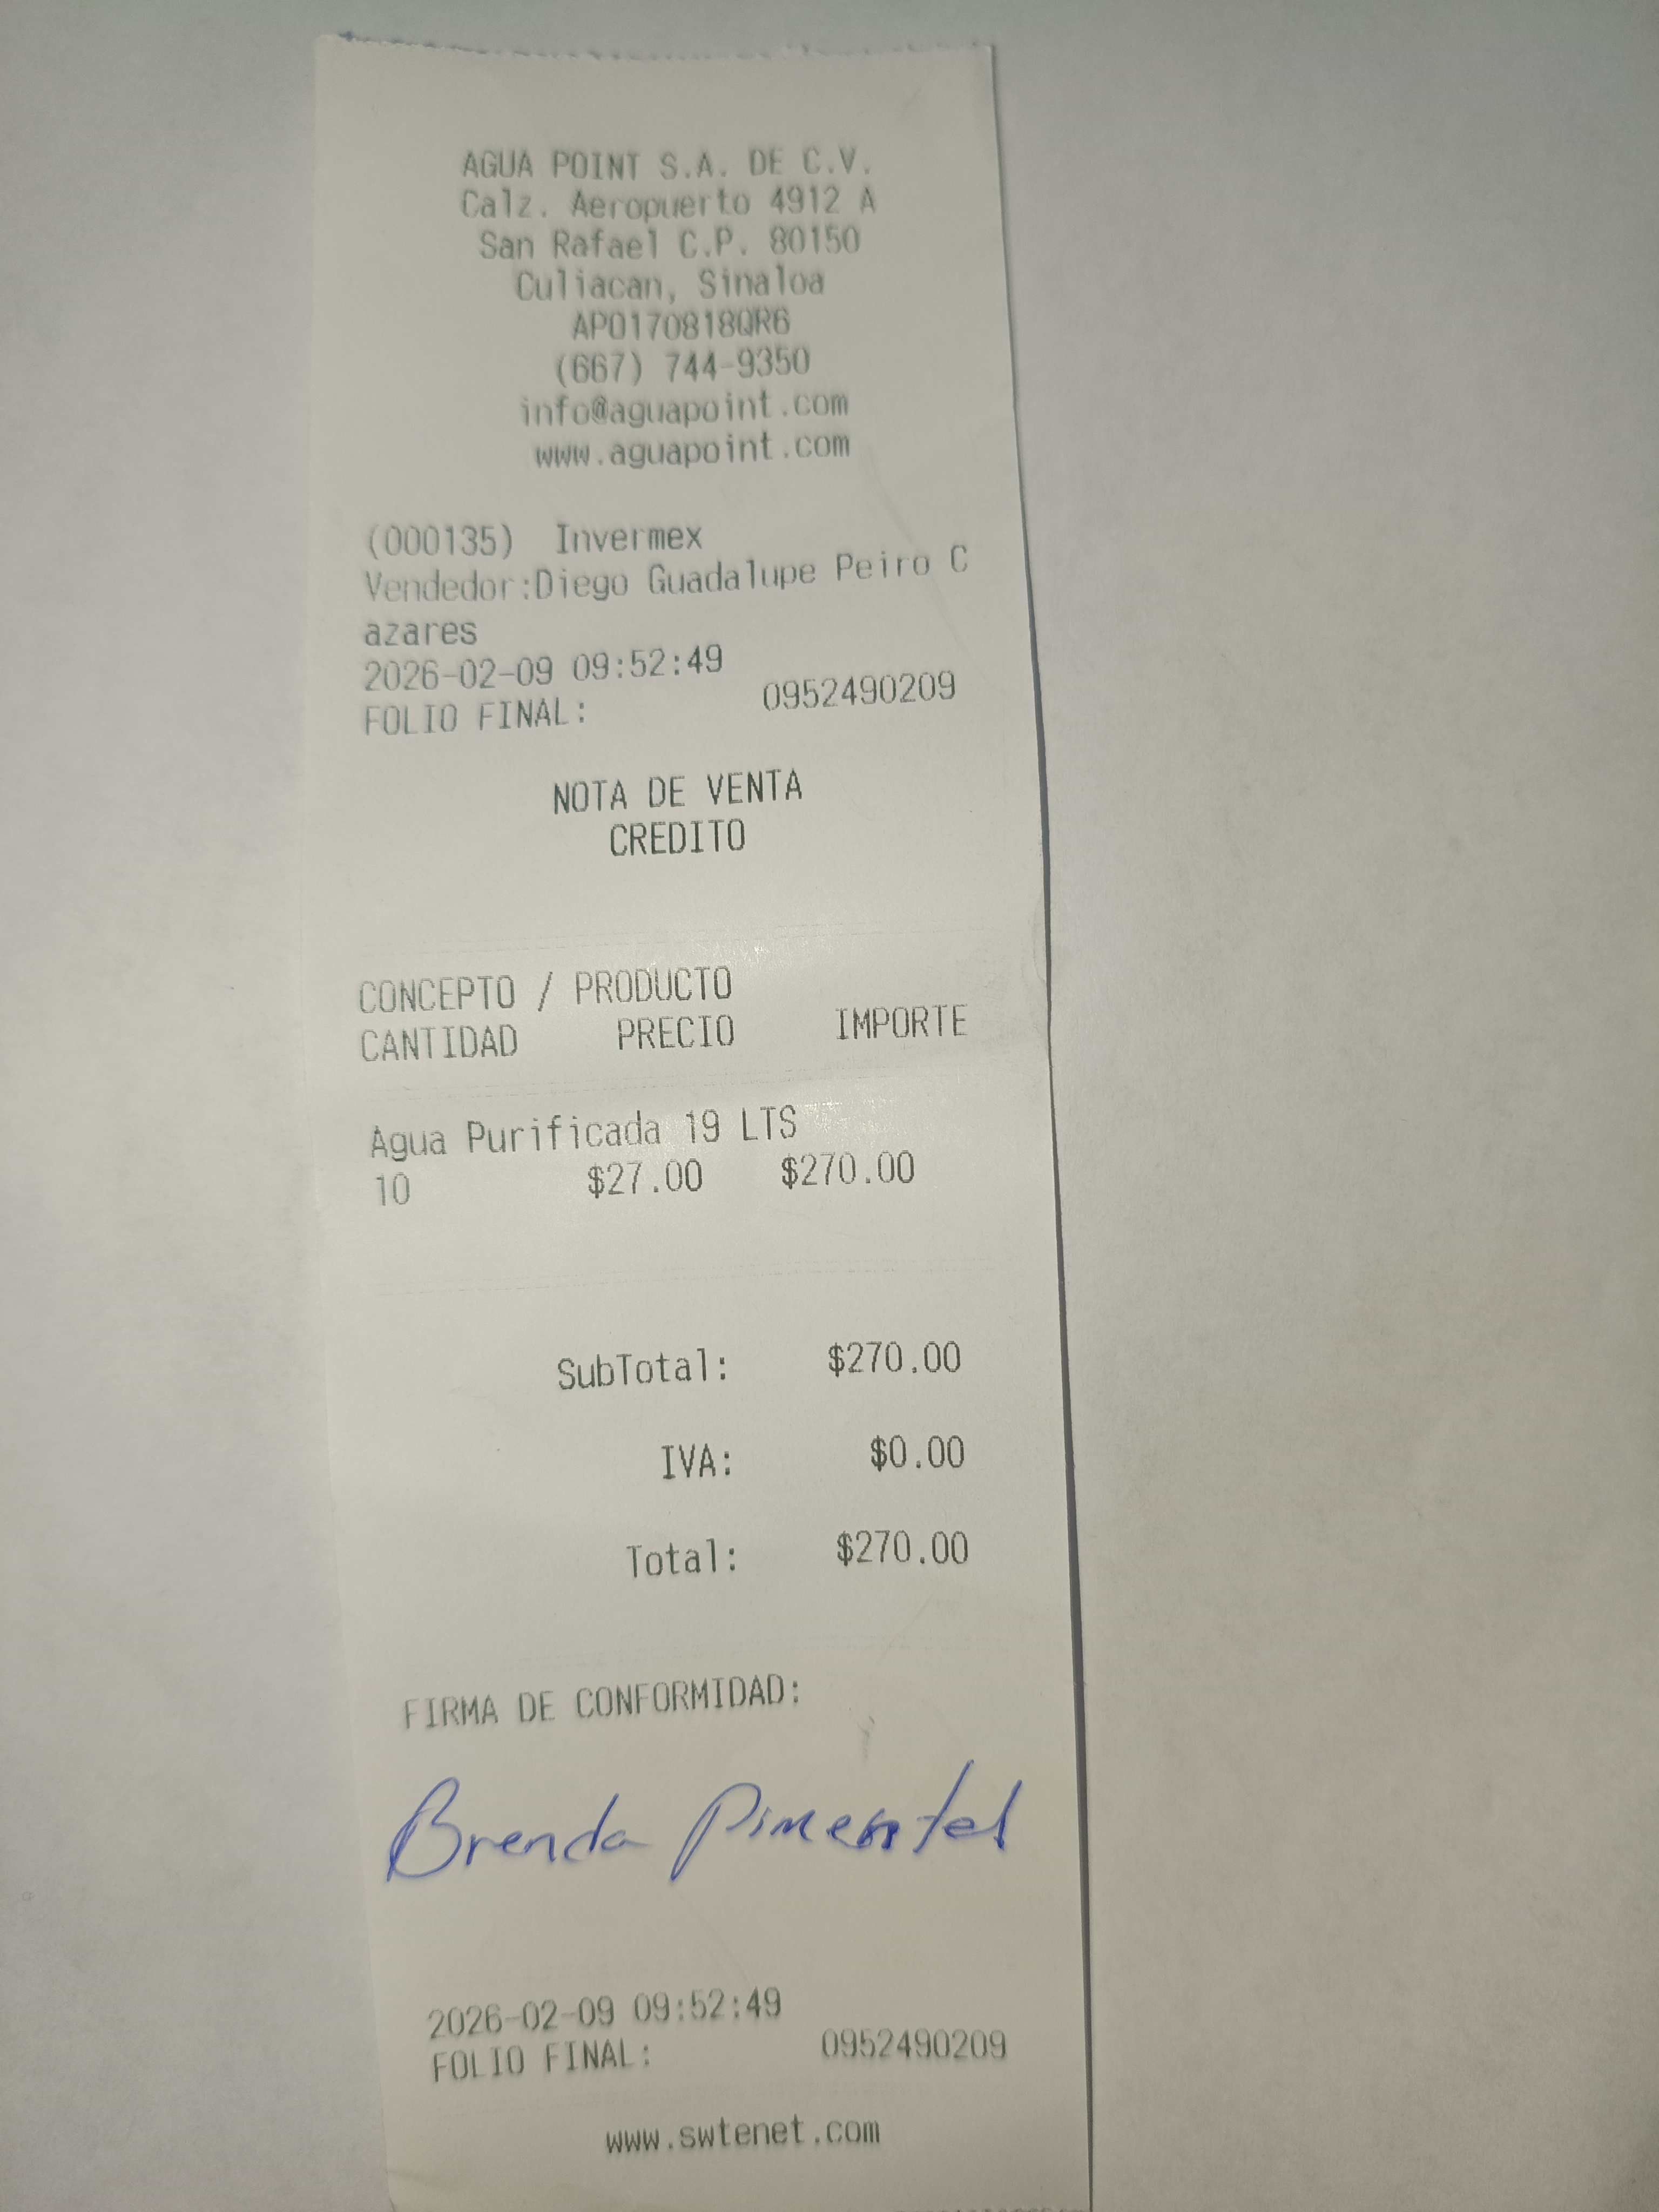 AGUA POINT S.A. DE C.V.
Calz. Aeropuerto 4912 A
San Rafael C.P. 80150
Culiacan, Sinaloa
APO170818QR6
(667) 744-9350
info@aguapoint.com
www.aguapoint.com
(000135) Invermex
Vendedor:Diego Guadalupe Peiro C
azares
2026-02-09 09:52:49
FOLIO FINAL: 0952490209
NOTA DE VENTA
CREDITO
CONCEPTO / PRODUCTO
CANTIDAD PRECIO IMPORTE
Agua Purificada 19 LTS
10 $27.00 $270.00
SubTotal: $270.00
IVA: $0.00
Total: $270.00
FIRMA DE CONFORMIDAD:
Brenda Pimentel
2026-02-09 09:52:49
FOLIO FINAL: 0952490209
www.swtenet.com